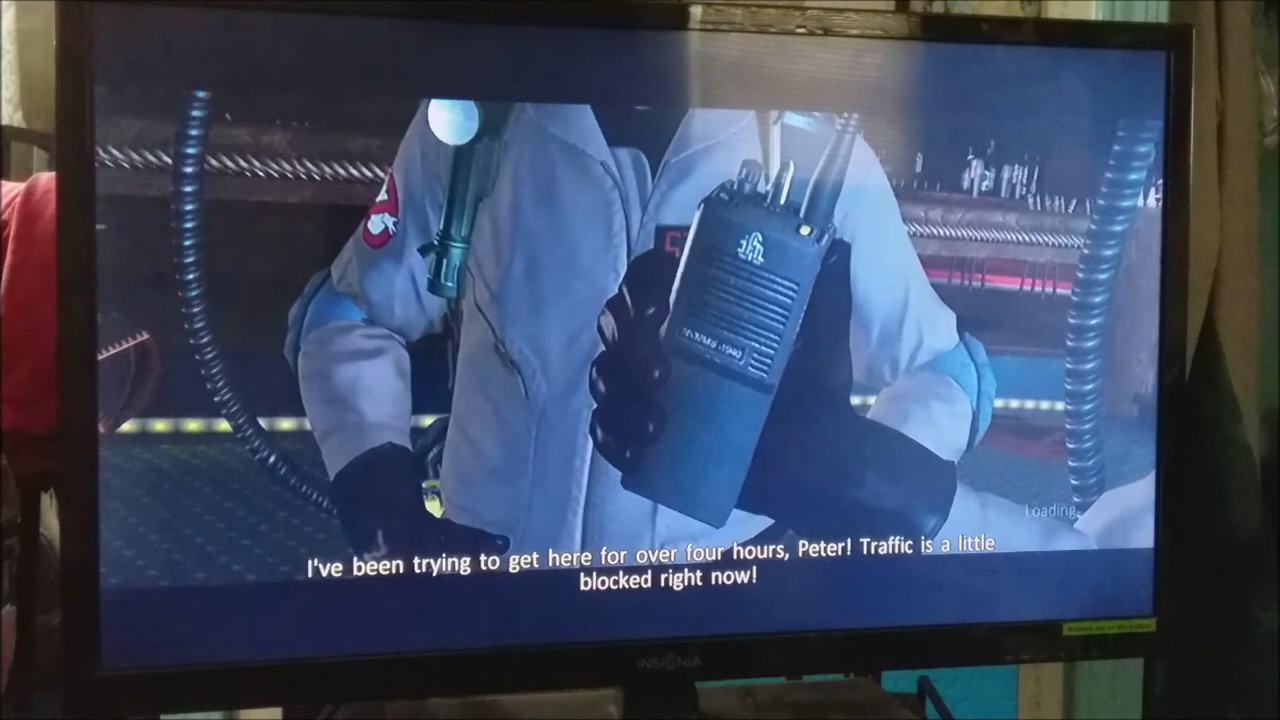 Loading
I've been trying to get here for over four hours, Peter! Traffic is a little
blocked right now!
INSIGNIA